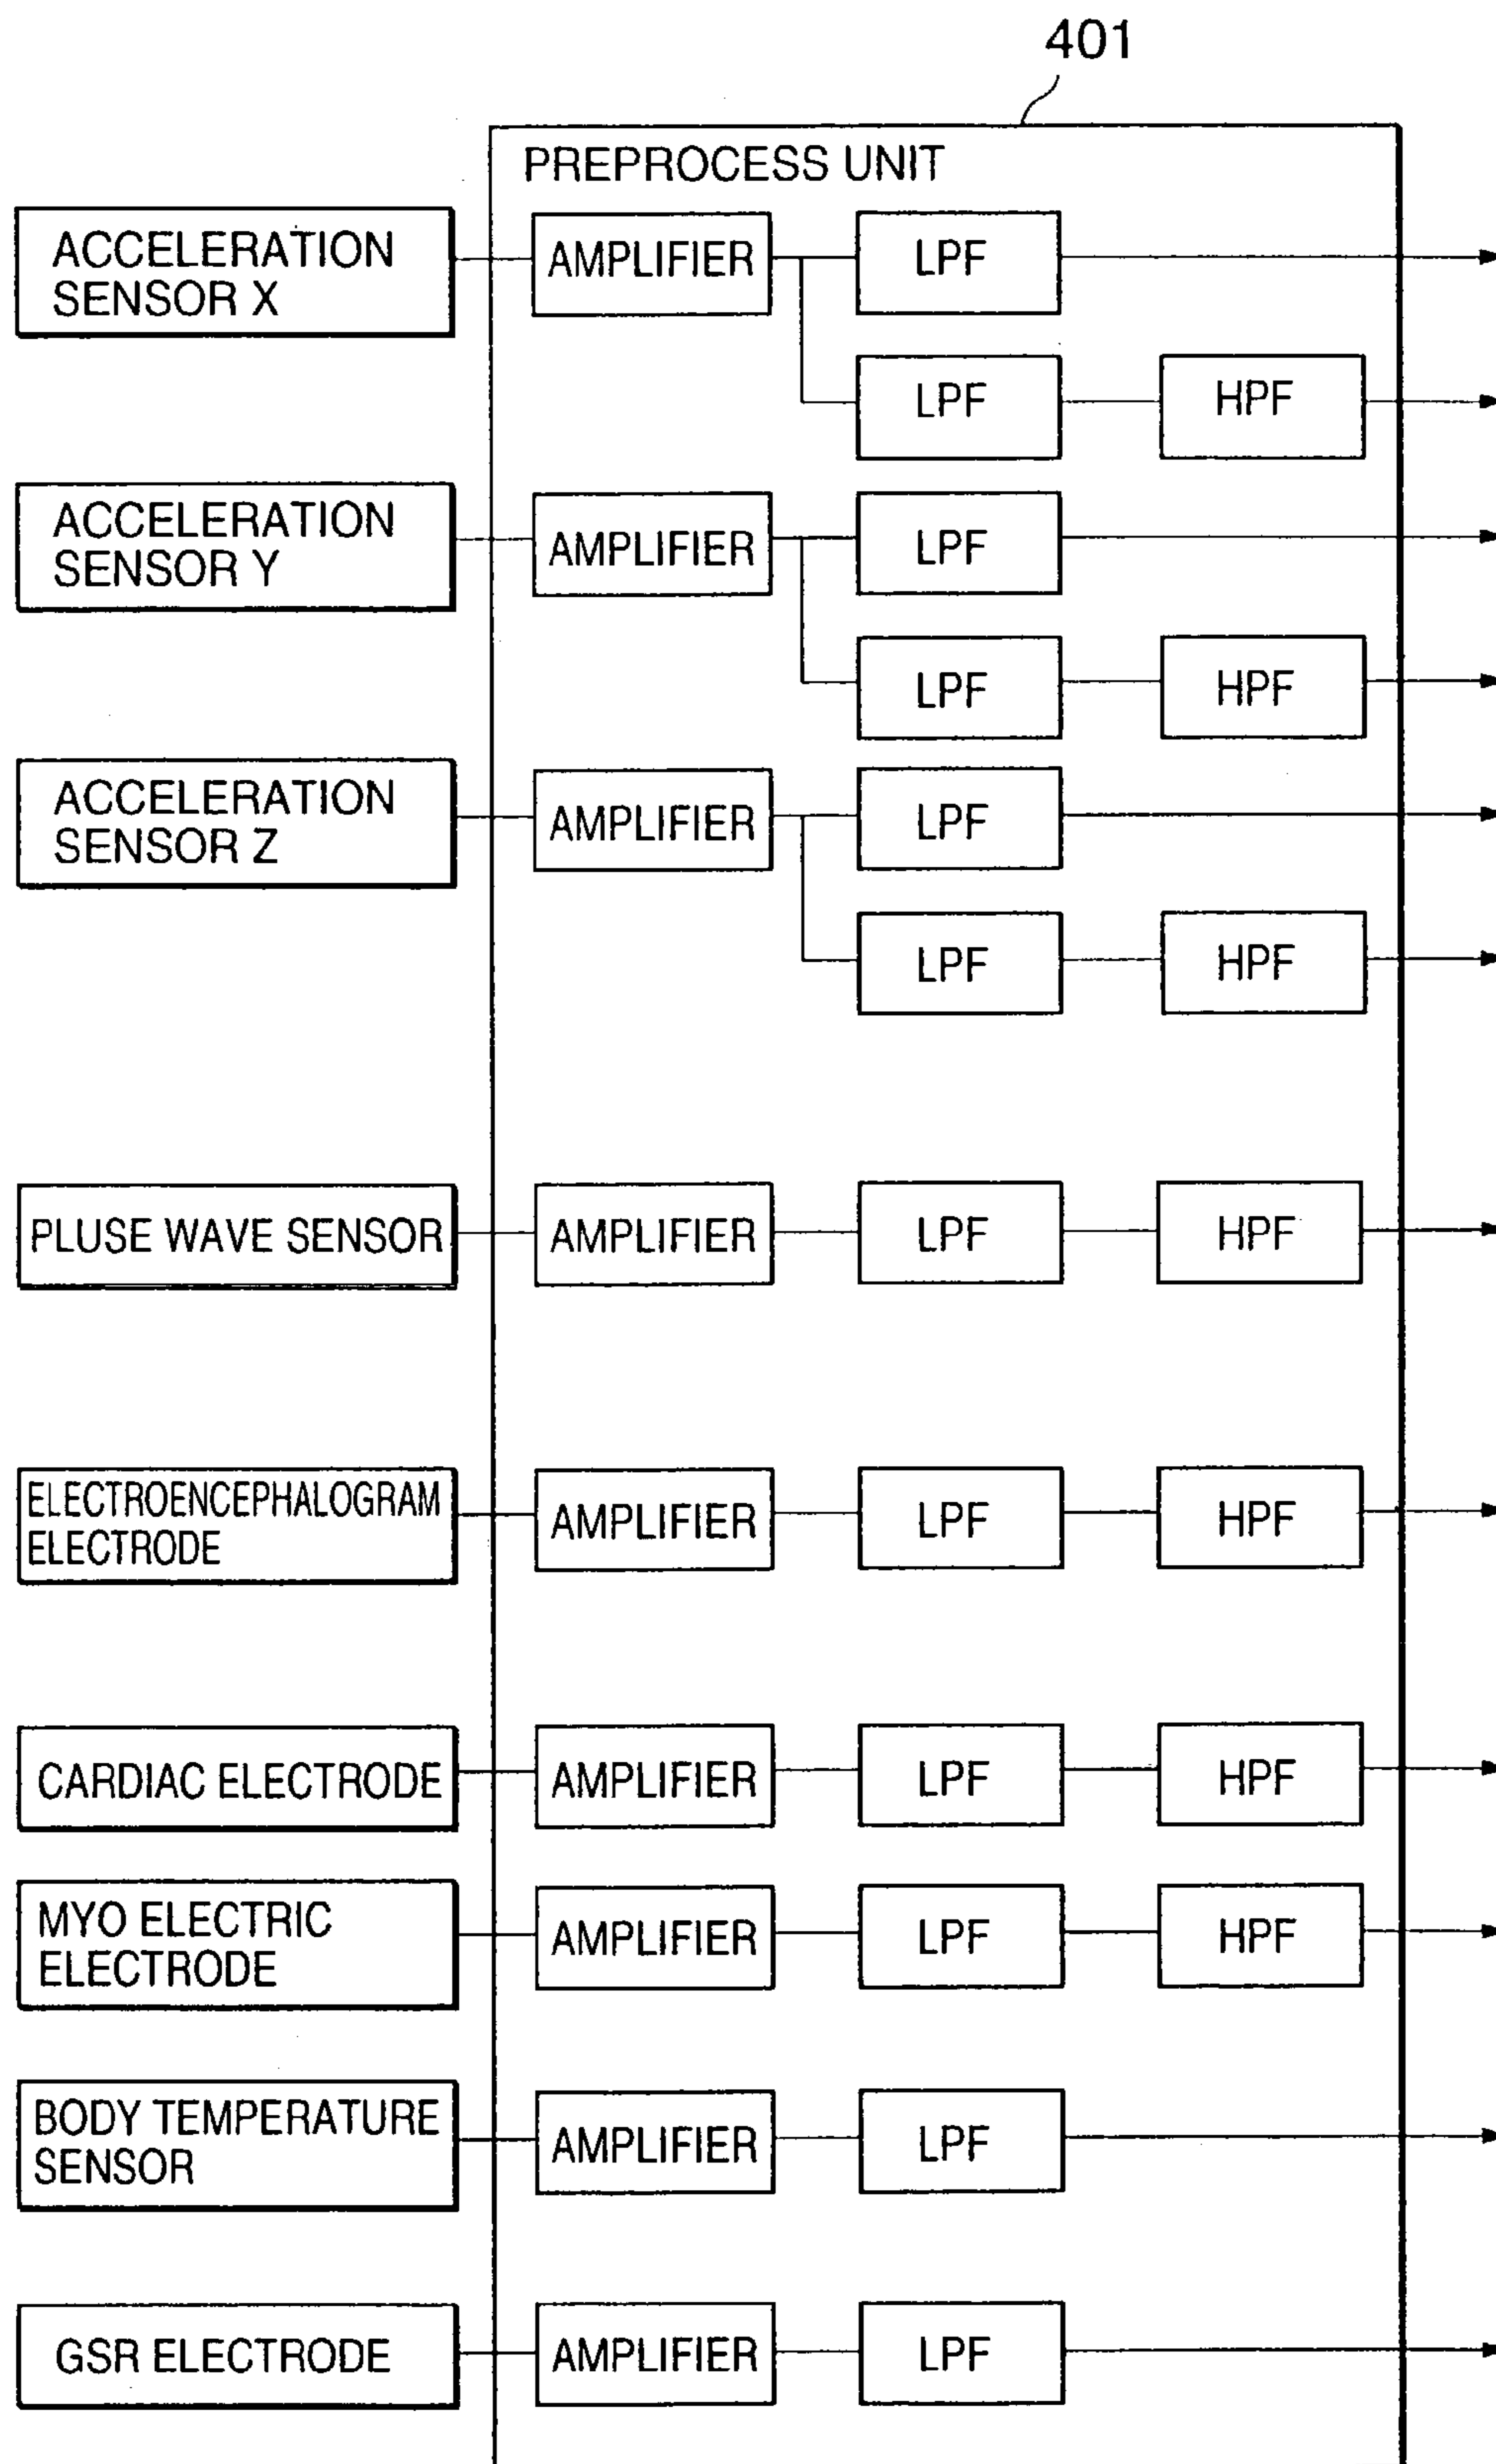 401
PREPROCESS UNIT
ACCELERATION
SENSOR X
AMPLIFIER
LPF
LPF
HPF
ACCELERATION
SENSOR Y
AMPLIFIER
LPF
LPF
HPF
ACCELERATION
SENSOR Z
AMPLIFIER
LPF
LPF
HPF
PLUSE WAVE SENSOR
AMPLIFIER
LPF
HPF
ELECTROENCEPHALOGRAM
ELECTRODE
AMPLIFIER
LPF
HPF
CARDIAC ELECTRODE
AMPLIFIER
LPF
HPF
MYO ELECTRIC
ELECTRODE
AMPLIFIER
LPF
HPF
BODY TEMPERATURE
SENSOR
AMPLIFIER
LPF
GSR ELECTRODE
AMPLIFIER
LPF